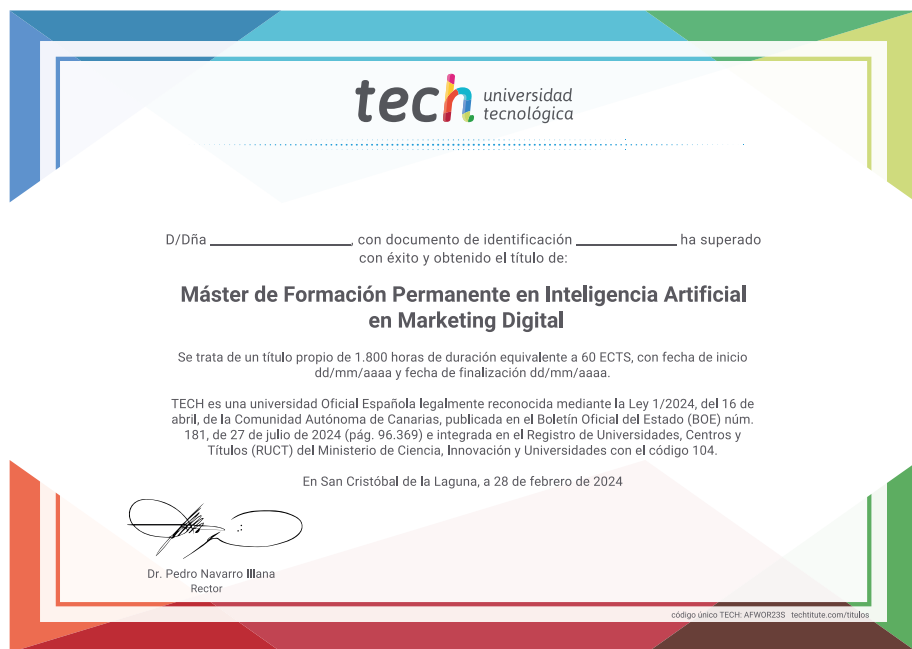 tech universidad
tecnológica
D/Dña ________________, con documento de identificación ____________ ha superado
con éxito y obtenido el título de:
Máster de Formación Permanente en Inteligencia Artificial
en Marketing Digital
Se trata de un título propio de 1.800 horas de duración equivalente a 60 ECTS, con fecha de inicio
dd/mm/aaaa y fecha de finalización dd/mm/aaaa.
TECH es una universidad Oficial Española legalmente reconocida mediante la Ley 1/2024, del 16 de
abril, de la Comunidad Autónoma de Canarias, publicada en el Boletín Oficial del Estado (BOE) núm.
181, de 27 de julio de 2024 (pág. 96.369) e integrada en el Registro de Universidades, Centros y
Títulos (RUCT) del Ministerio de Ciencia, Innovación y Universidades con el código 104.
En San Cristóbal de la Laguna, a 28 de febrero de 2024
Dr. Pedro Navarro Illana
Rector
código único TECH: AFWOR23S techtitute.com/titulos